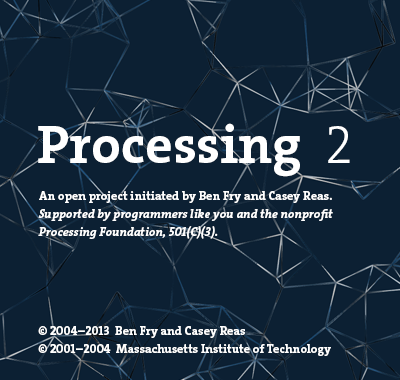 Processing 2
An open project initiated by Ben Fry and Casey Reas.
Supported by programmers like you and the nonprofit
Processing Foundation, 501(C)(3).
© 2004–2013 Ben Fry and Casey Reas
© 2001–2004 Massachusetts Institute of Technology